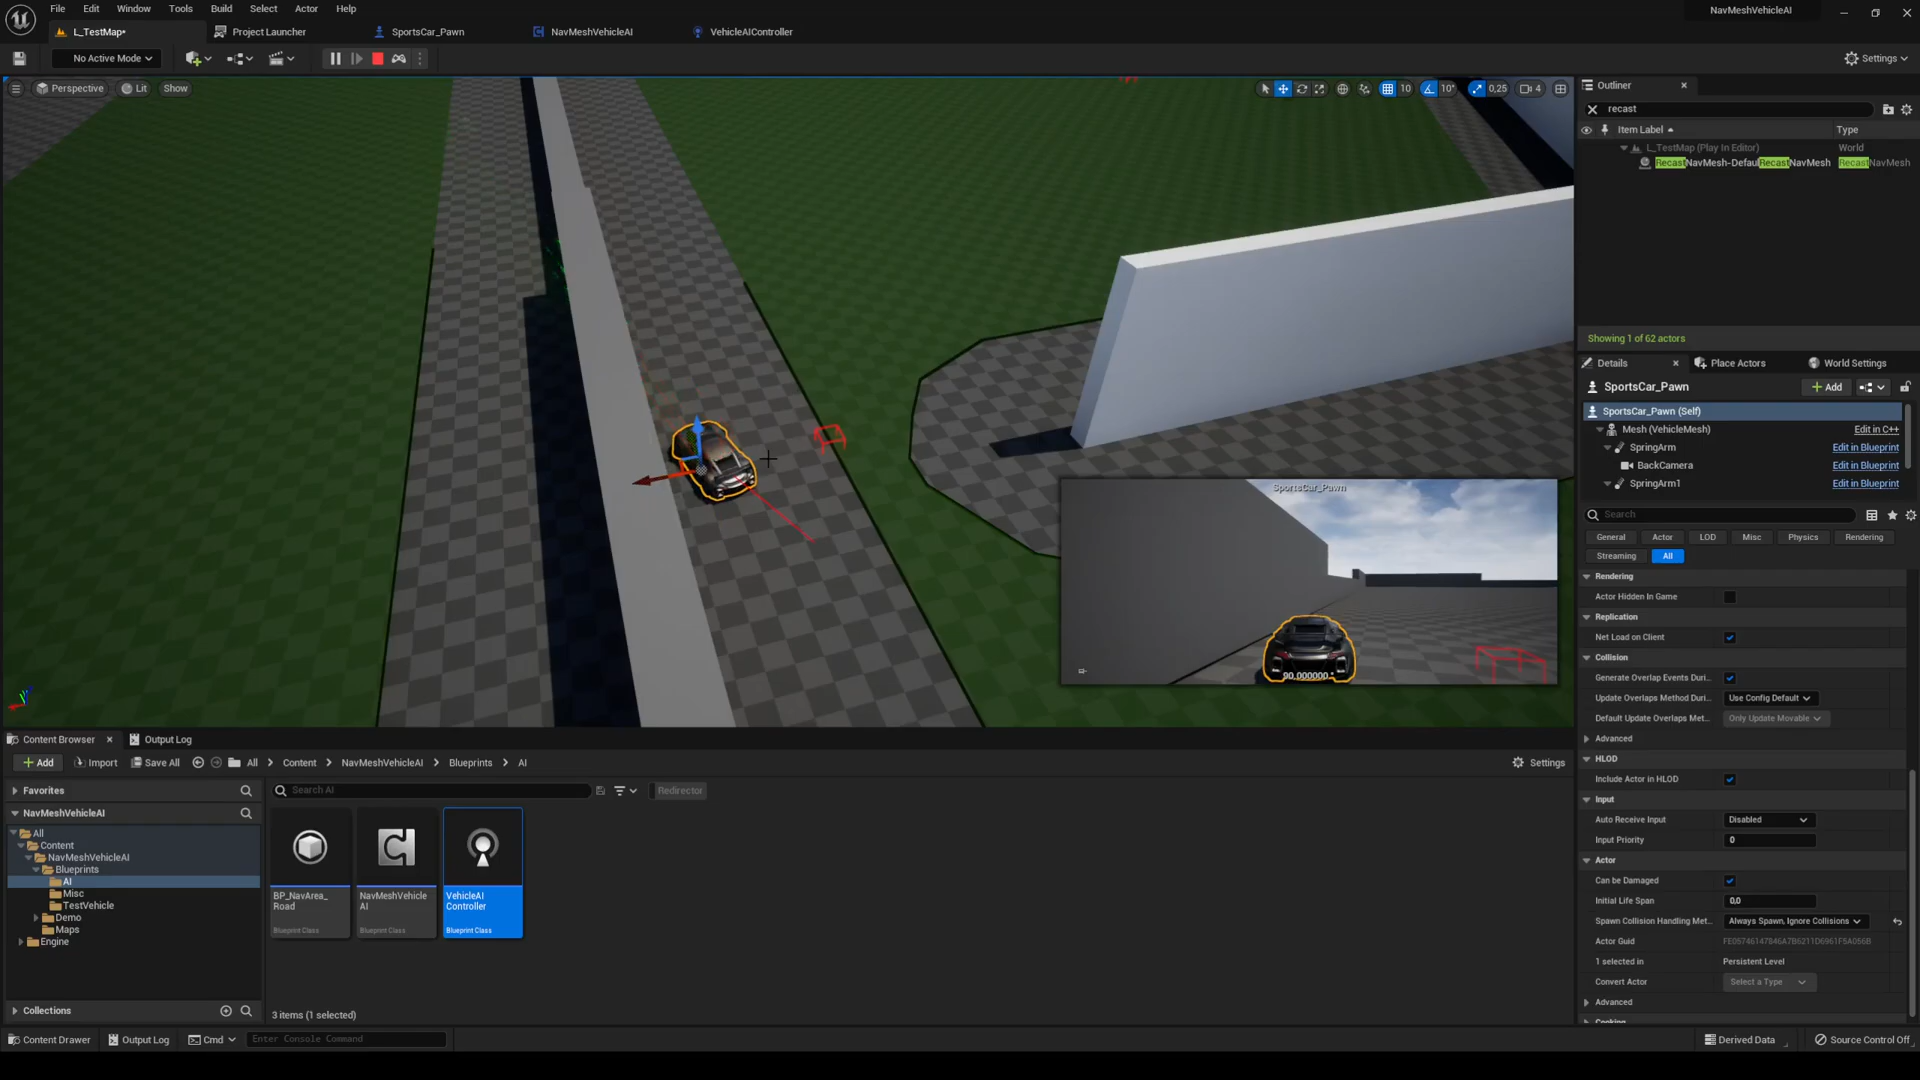 File Edit Window Tools Build Select Actor Help
NavMeshVehicleAI
L_TestMap•
Project Launcher
SportsCar_Pawn
NavMeshVehicleAI
VehicleAIController
No Active Mode
Settings
Perspective
Lit
Show
10
10°
0,25
4
SportsCar_Pawn
90,000000 °
Outliner
recast
Item Label
Type
L_TestMap (Play In Editor)
World
RecastNavMesh-DefaulRecastNavMesh
RecastNavMesh
Showing 1 of 62 actors
Details
Place Actors
World Settings
SportsCar_Pawn
Add
SportsCar_Pawn (Self)
Mesh (VehicleMesh)
Edit in C++
SpringArm
Edit in Blueprint
BackCamera
Edit in Blueprint
SpringArm1
Edit in Blueprint
Search
General
Actor
LOD
Misc
Physics
Rendering
Streaming
All
Rendering
Actor Hidden In Game
Replication
Net Load on Client
Collision
Generate Overlap Events Duri...
Update Overlaps Method Duri...
Use Config Default
Default Update Overlaps Met...
Only Update Movable
Advanced
HLOD
Include Actor in HLOD
Input
Auto Receive Input
Disabled
Input Priority
0
Actor
Can be Damaged
Initial Life Span
0,0
Spawn Collision Handling Met...
Always Spawn, Ignore Collisions
Actor Guid
1 selected in
Persistent Level
Convert Actor
Select a Type
Advanced
Cooking
Content Browser
Output Log
Add
Import
Save All
All
Content
NavMeshVehicleAI
Blueprints
AI
Settings
Favorites
NavMeshVehicleAI
All
Content
NavMeshVehicleAI
Blueprints
AI
Misc
TestVehicle
Demo
Maps
Engine
Collections
Search AI
Redirector
BP_NavArea_
Road
Blueprint Class
NavMeshVehicle
AI
Blueprint Class
VehicleAI
Controller
Blueprint Class
3 items (1 selected)
Content Drawer
Output Log
Cmd
Enter Console Command
Derived Data
Source Control Off